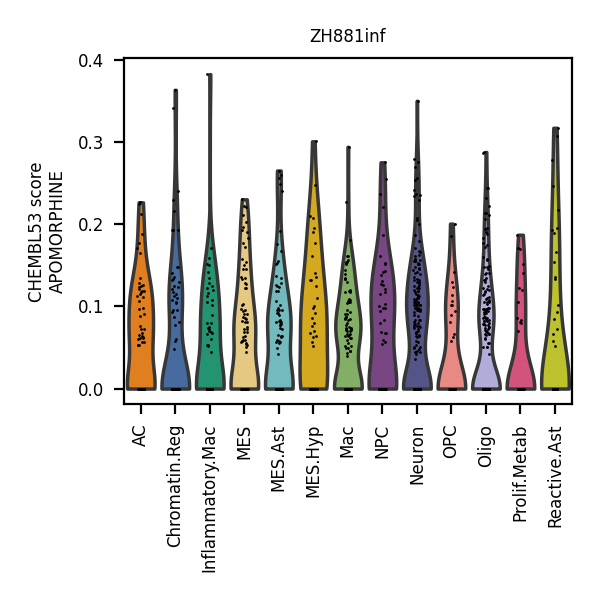 ZH881inf
CHEMBL53 score
APOMORPHINE
0.4
0.3
0.2
0.1
0.0
AC
Chromatin.Reg
Inflammatory.Mac
MES
MES.Ast
MES.Hyp
Mac
NPC
Neuron
OPC
Oligo
Prolif.Metab
Reactive.Ast